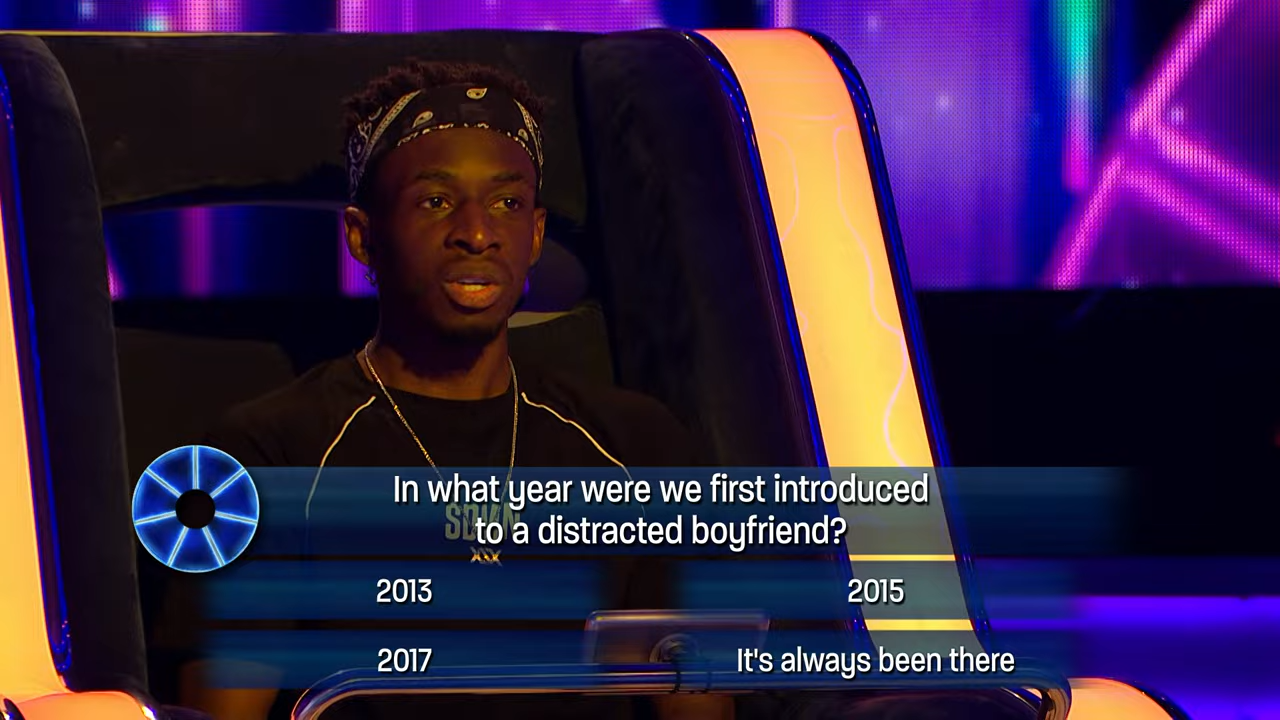 In what year were we first introduced
to a distracted boyfriend?
2013
2015
2017
It's always been there